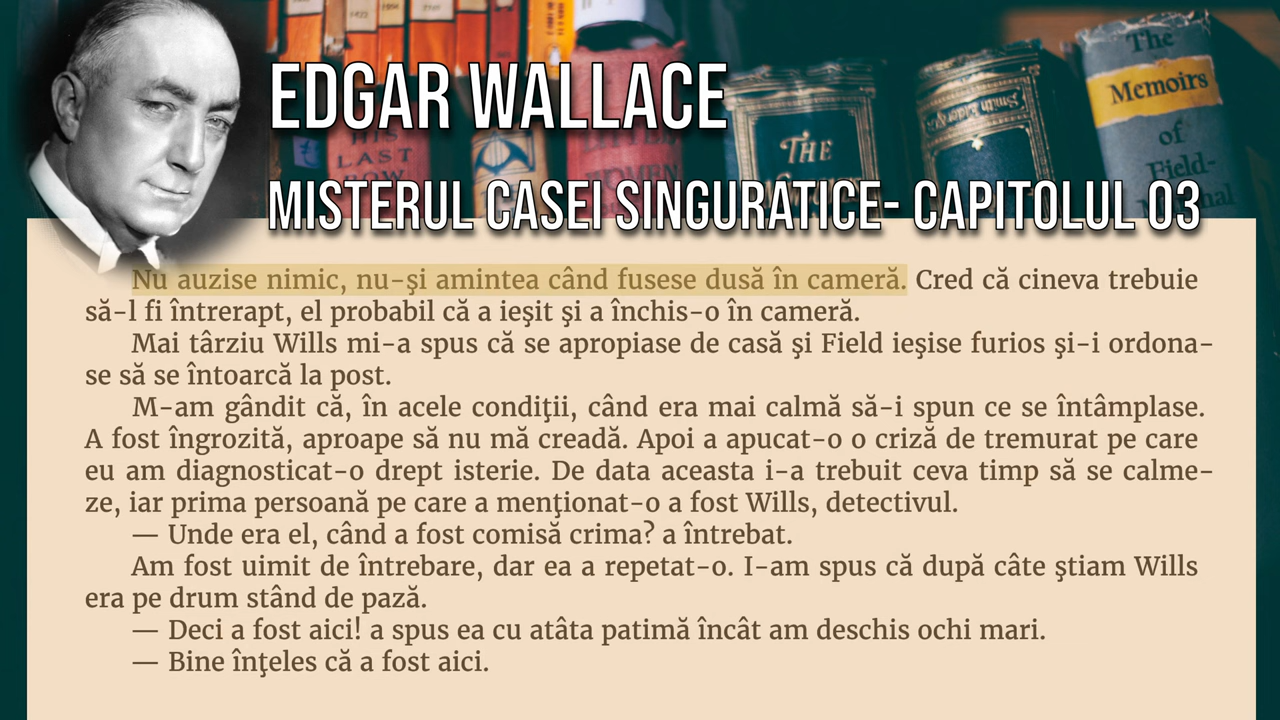 The
Memoirs
of
Field-
THE
HIS
LAST
EDGAR WALLACE
MISTERUL CASEI SINGURATICE- CAPITOLUL 03
Nu auzise nimic, nu-şi amintea când fusese dusă în cameră. Cred că cineva trebuie
să-l fi întrerapt, el probabil că a ieşit şi a închis-o în cameră.
Mai târziu Wills mi-a spus că se apropiase de casă şi Field ieşise furios şi-i ordona-
se să se întoarcă la post.
M-am gândit că, în acele condiţii, când era mai calmă să-i spun ce se întâmplase.
A fost îngrozită, aproape să nu mă creadă. Apoi a apucat-o o criză de tremurat pe care
eu am diagnosticat-o drept isterie. De data aceasta i-a trebuit ceva timp să se calme-
ze, iar prima persoană pe care a menţionat-o a fost Wills, detectivul.
— Unde era el, când a fost comisă crima? a întrebat.
Am fost uimit de întrebare, dar ea a repetat-o. I-am spus că după câte ştiam Wills
era pe drum stând de pază.
— Deci a fost aici! a spus ea cu atâta patimă încât am deschis ochi mari.
— Bine înţeles că a fost aici.